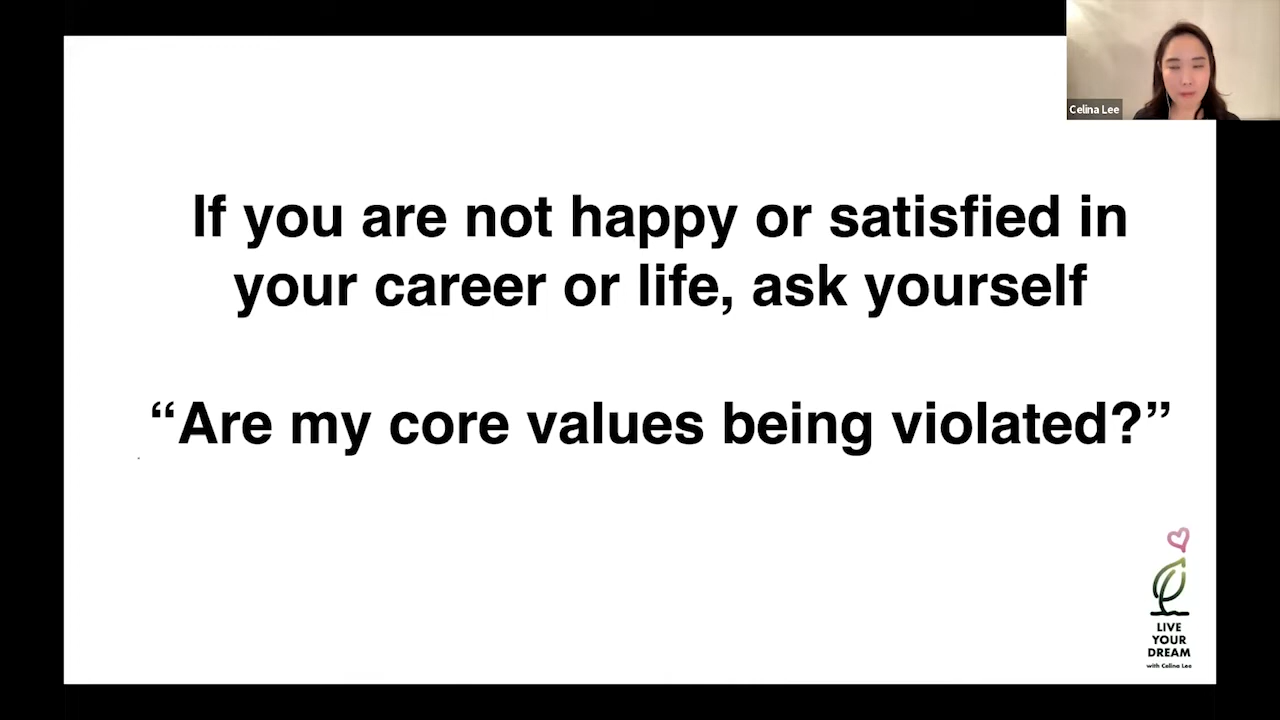 Celina Lee
If you are not happy or satisfied in
your career or life, ask yourself
“Are my core values being violated?”
LIVE
YOUR
DREAM
with Celina Lee